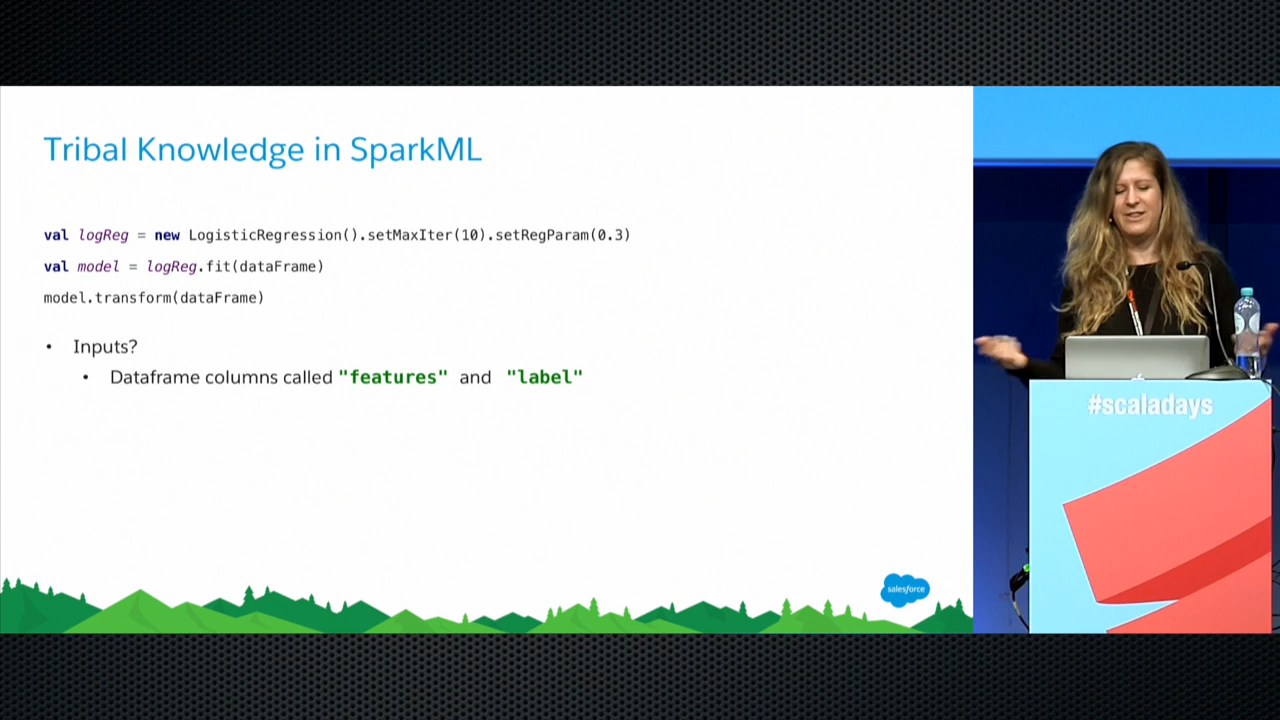 Tribal Knowledge in SparkML
val logReg = new LogisticRegression().setMaxIter(10).setRegParam(0.3)
val model = logReg.fit(dataFrame)
model.transform(dataFrame)
• Inputs?
• Dataframe columns called "features" and "label"
salesforce
#scaladays